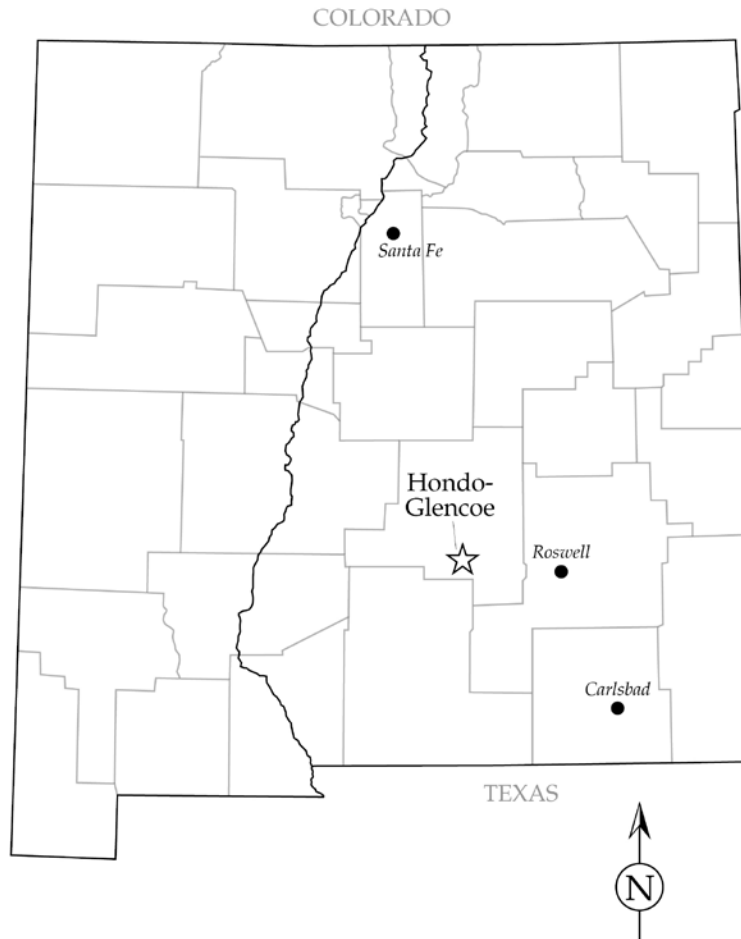 COLORADO
Santa Fe
Hondo-
Glencoe
Roswell
Carlsbad
TEXAS
N